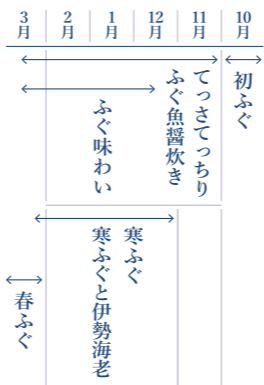 10月
11月
12月
1月
2月
3月
初ふぐ
てっさてっちり
ふぐ魚醤炊き
ふぐ味わい
寒ふぐ
寒ふぐと伊勢海老
春ふぐ